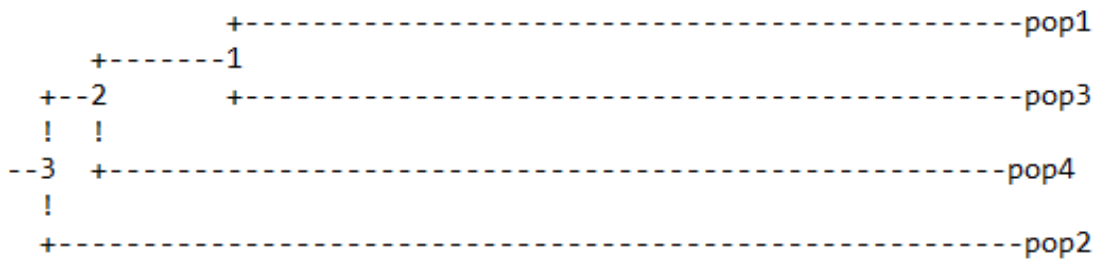 +----------------------------------------------pop1
     +-------1
  +--2       +----------------------------------------------pop3
  !  !
--3  +-----------------------------------------------------pop4
  !
  +---------------------------------------------------------pop2